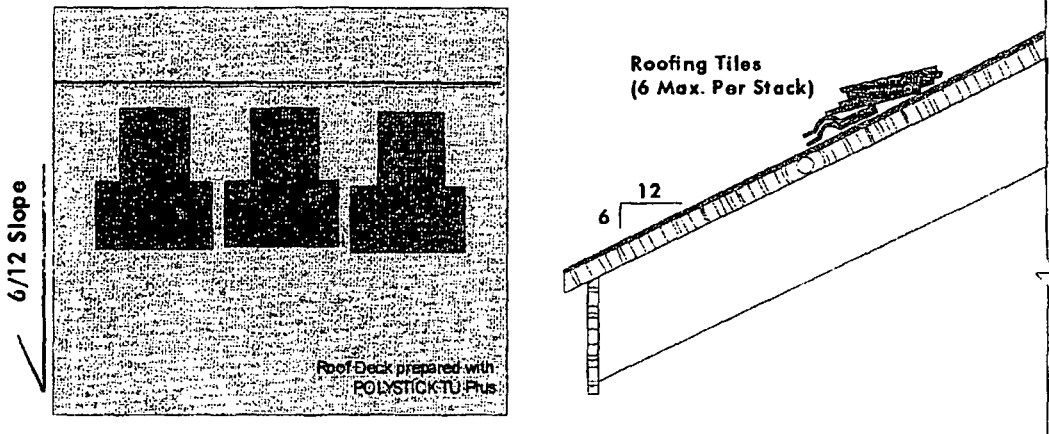 6/12 Slope
Roof Deck prepared with
POLYSTICK TU Plus
Roofing Tiles
(6 Max. Per Stack)
12
6